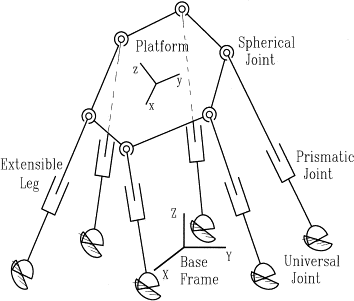 Platform
Spherical
Joint
z
y
x
Extensible
Leg
Prismatic
Joint
Z
Y
X
Base
Frame
Universal
Joint